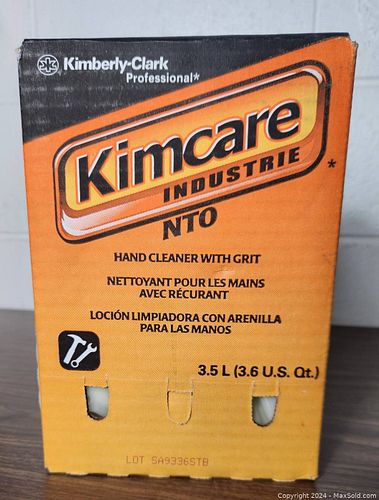 Kimberly-Clark
Professional*
Kimcare
INDUSTRIE
*
NTO
HAND CLEANER WITH GRIT
NETTOYANT POUR LES MAINS
AVEC RÉCURANT
LOCIÓN LIMPIADORA CON ARENILLA
PARA LAS MANOS
3.5 L (3.6 U.S. Qt.)
LOT SA9336STB
Copyright 2024 - MaxSold.com